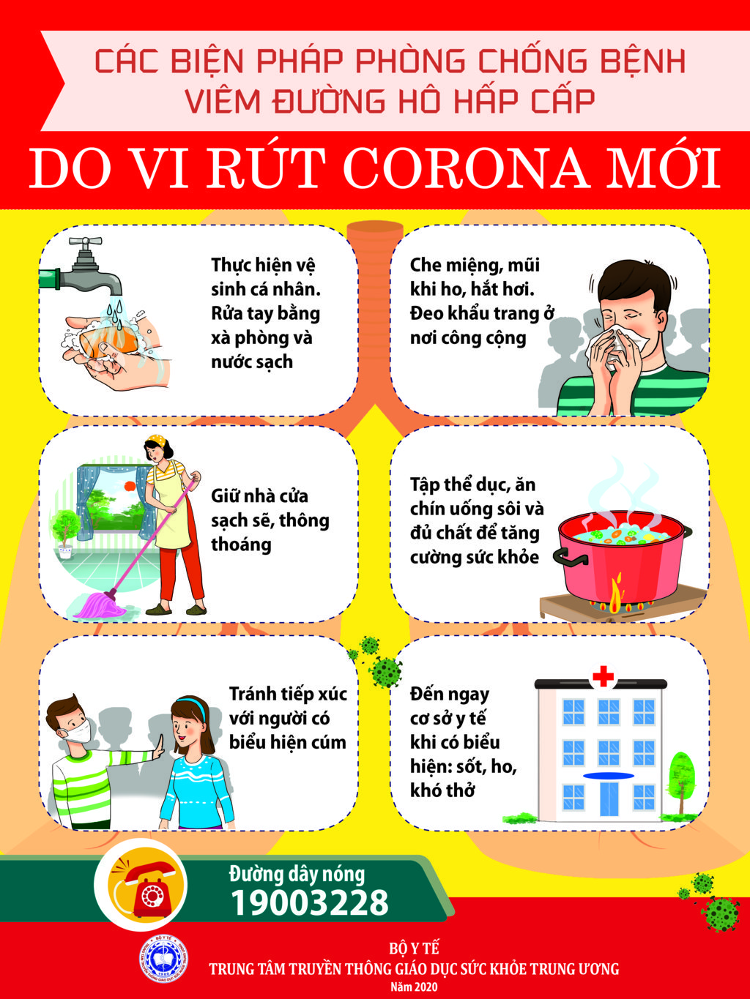 CÁC BIỆN PHÁP PHÒNG CHỐNG BỆNH
VIÊM ĐƯỜNG HÔ HẤP CẤP
DO VI RÚT CORONA MỚI
Thực hiện vệ
sinh cá nhân.
Rửa tay bằng
xà phòng và
nước sạch
Che miệng, mũi
khi ho, hắt hơi.
Đeo khẩu trang ở
nơi công cộng
Giữ nhà cửa
sạch sẽ, thông
thoáng
Tập thể dục, ăn
chín uống sôi và
đủ chất để tăng
cường sức khỏe
Tránh tiếp xúc
với người có
biểu hiện cúm
Đến ngay
cơ sở y tế
khi có biểu
hiện: sốt, ho,
khó thở
Đường dây nóng
19003228
BỘ Y TẾ
BỘ Y TẾ
TRUNG TÂM TRUYỀN THÔNG GIÁO DỤC SỨC KHỎE TRUNG ƯƠNG
Năm 2020